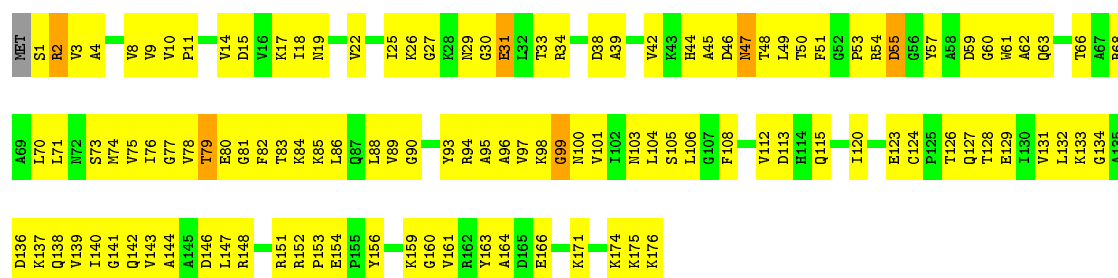 MET S1 R2 V3 A4 V8 V9 V10 P11 V14 D15 V16 K17 I18 N19 V22 I25 K26 G27 K28 N29 G30 E31 L32 T33 R34 D38 A39 V42 K43 H44 A45 D46 N47 T48 L49 T50 F51 G52 P53 R54 D55 G56 Y57 A58 D59 G60 W61 A62 Q63 T66 A67 R68
A69 L70 L71 N72 S73 M74 V75 I76 G77 V78 T79 E80 G81 F82 T83 K84 K85 L86 Q87 L88 V89 G90 Y93 R94 A95 A96 V97 K98 G99 N100 V101 I102 N103 L104 S105 L106 G107 F108 V112 D113 H114 Q115 I120 E123 C124 P125 T126 Q127 T128 E129 I130 V131 L132 K133 G134 A135
D136 K137 Q138 V139 I140 G141 Q142 V143 A144 A145 D146 L147 R148 R151 R152 P153 E154 P155 Y156 K159 G160 V161 R162 Y163 A164 D165 E166 K171 K174 K175 K176